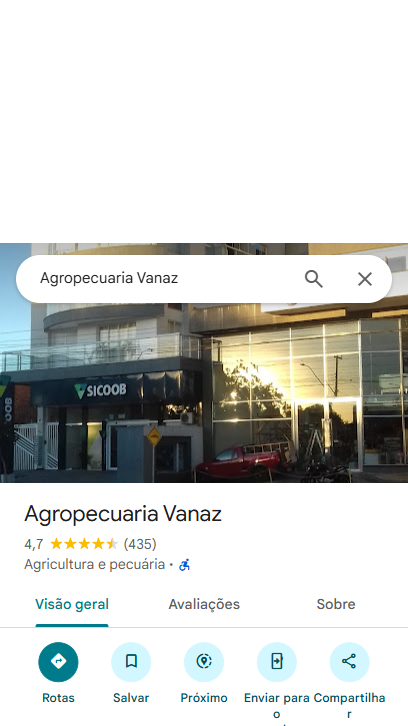 Agropecuaria Vanaz
SICOOB
OOB
Agropecuaria Vanaz
4,7 (435)
Agricultura e pecuária ·
Visão geral Avaliações Sobre
Rotas Salvar Próximo Enviar para o Compartilhar